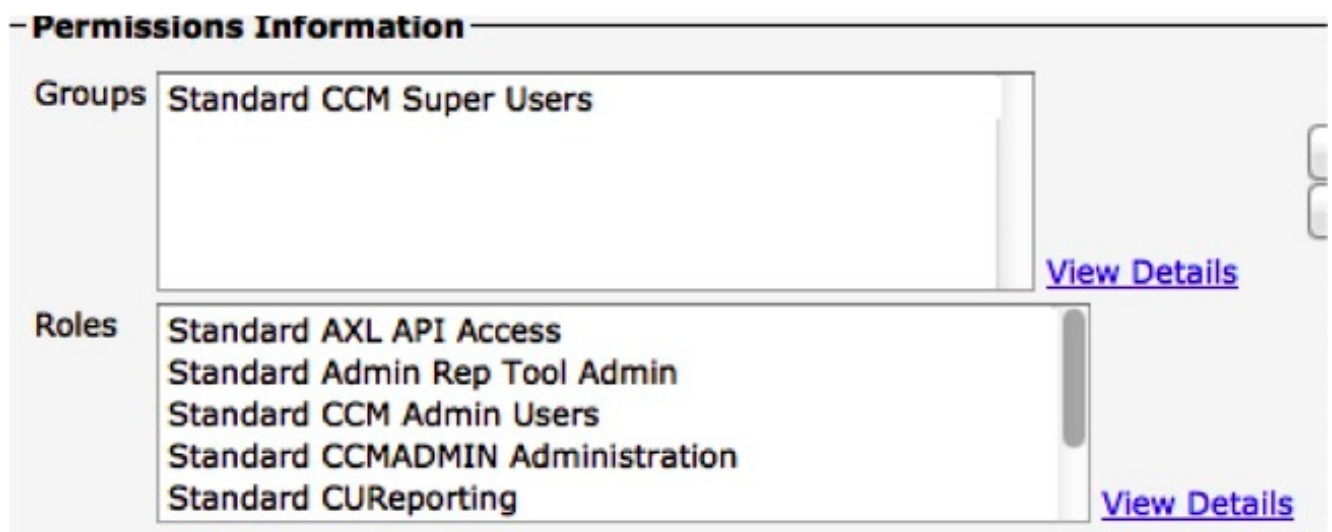 Permissions Information
Groups
Standard CCM Super Users
View Details
Roles
Standard AXL API Access
Standard Admin Rep Tool Admin
Standard CCM Admin Users
Standard CCMADMIN Administration
Standard CUReporting
View Details